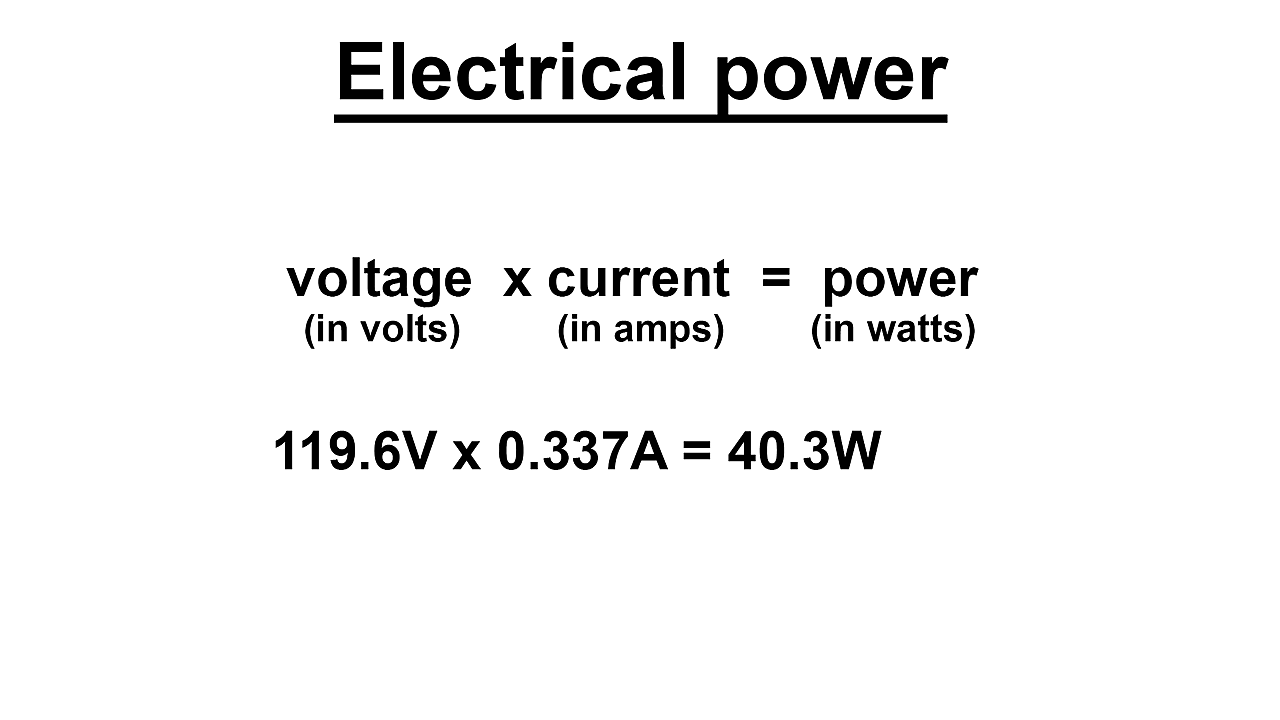 Electrical power
voltage x current = power
(in volts) (in amps) (in watts)
119.6V x 0.337A = 40.3W